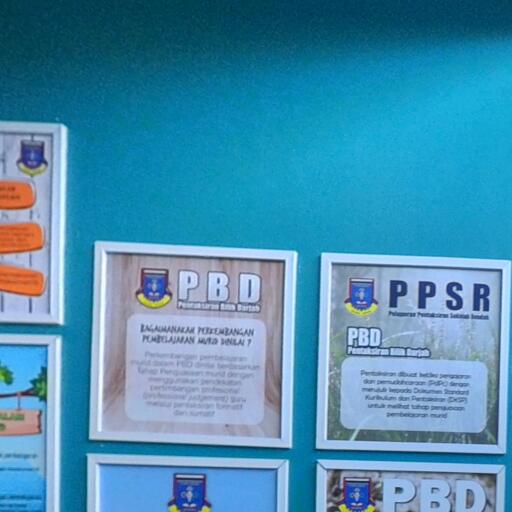 PBD
Pentaksiran Bilik Darjah
BAGAIMANAKAH PERKEMBANGAN
PEMBELAJARAN MURID DINILAI ?
Perkembangan pembelajaran
murid dalam PBD dinilai berdasarkan
Tahap Penguasaan murid dengan
menggunakan pendekatan
pertimbangan profesional
(professional judgement) guru
melalui pentaksiran formatif
dan sumatif
PPSR
Pelaporan Pentaksiran Sekolah Rendah
PBD
Pentaksiran Bilik Darjah
Pentaksiran dibuat ketika pengajaran
dan pemudahcaraan (PdPc) dengan
merujuk kepada Dokumen Standard
Kurikulum dan Pentaksiran (DKSP)
untuk melihat tahap penguasaan
pembelajaran murid
PBD